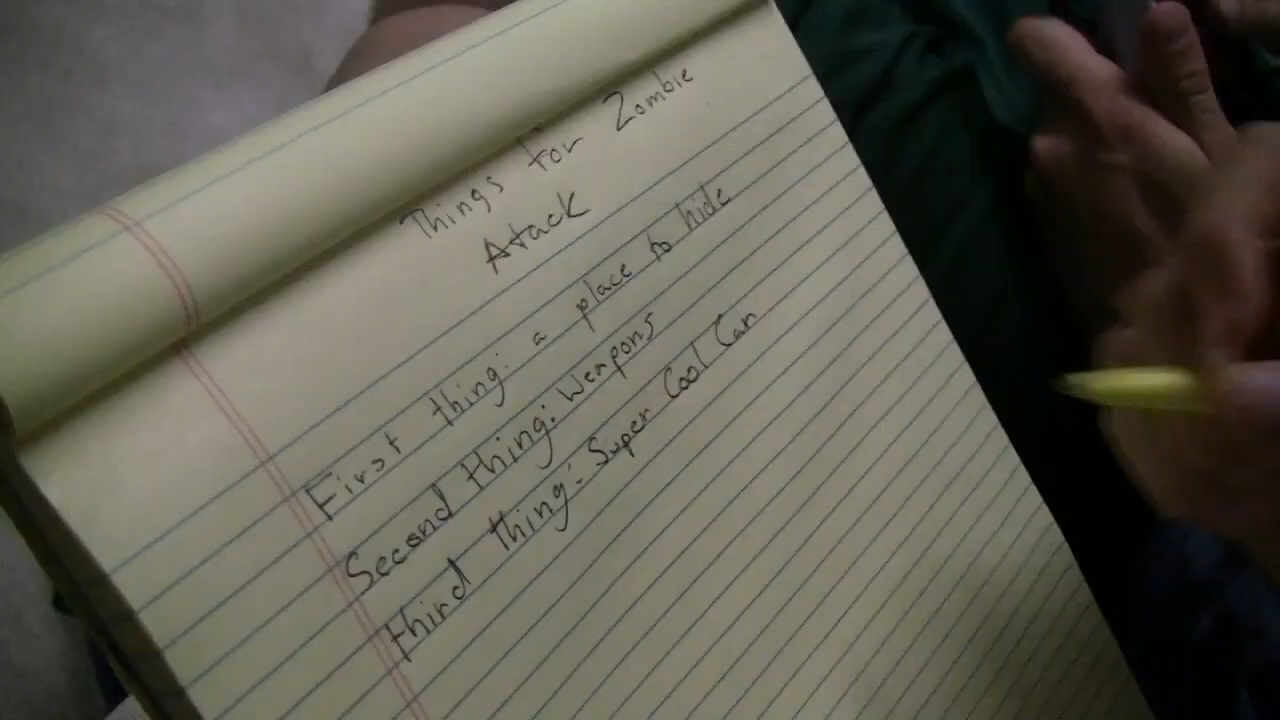 Things for Zombie
Atack
First thing: a place to hide
Second thing: Weapons
third thing: Super Cool Car